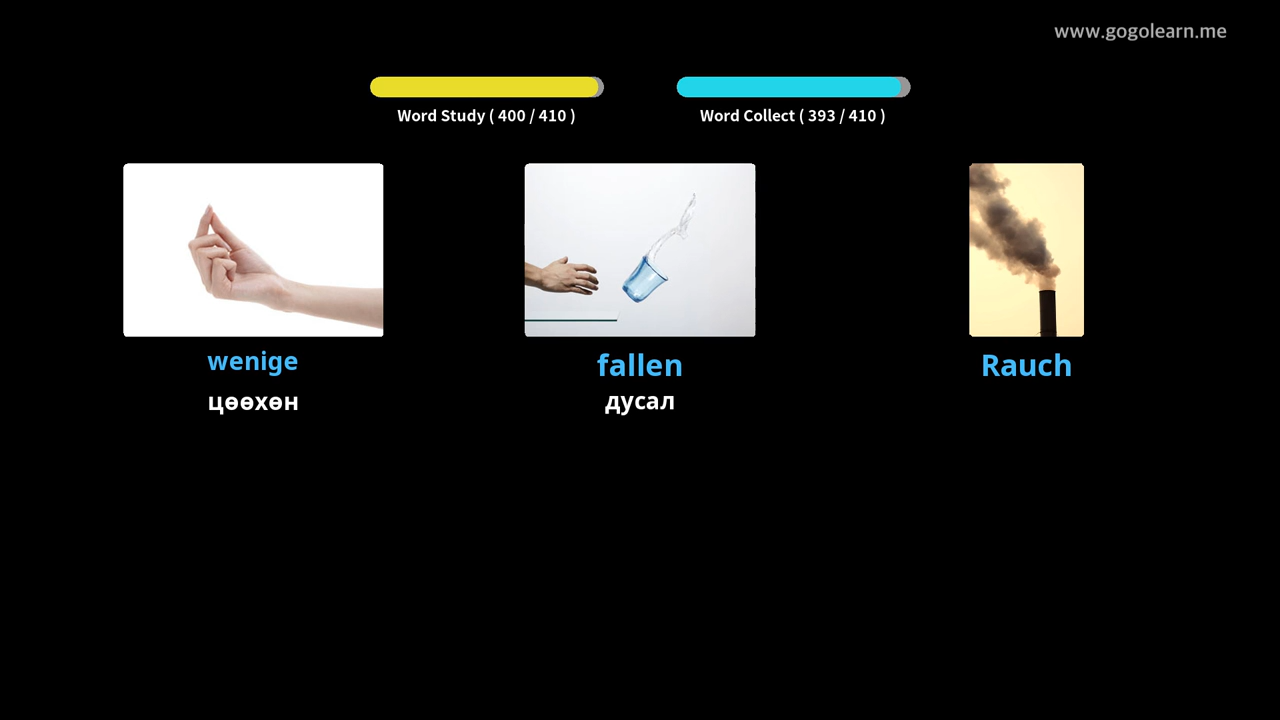 www.gogolearn.me
Word Study ( 400 / 410 )
Word Collect ( 393 / 410 )
wenige
цөөхөн
fallen
дусал
Rauch